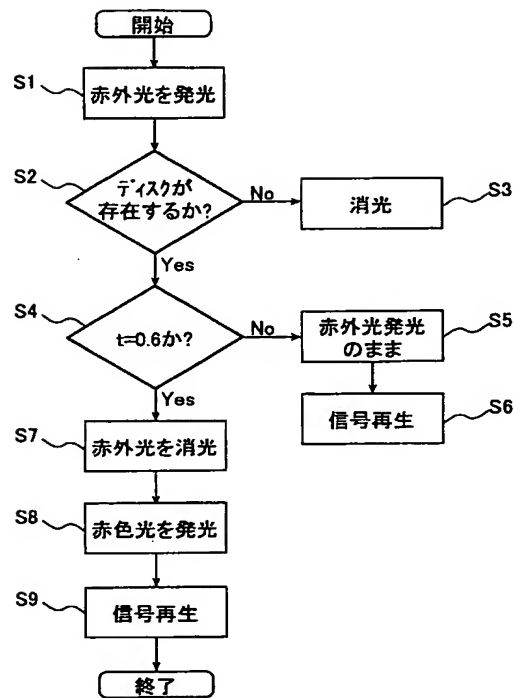 開始
S1
赤外光を発光
S2
ディスクが
存在するか?
No
S3
消光
Yes
S4
t=0.6か?
No
S5
赤外光発光
のまま
Yes
S6
信号再生
S7
赤外光を消光
S8
赤色光を発光
S9
信号再生
終了